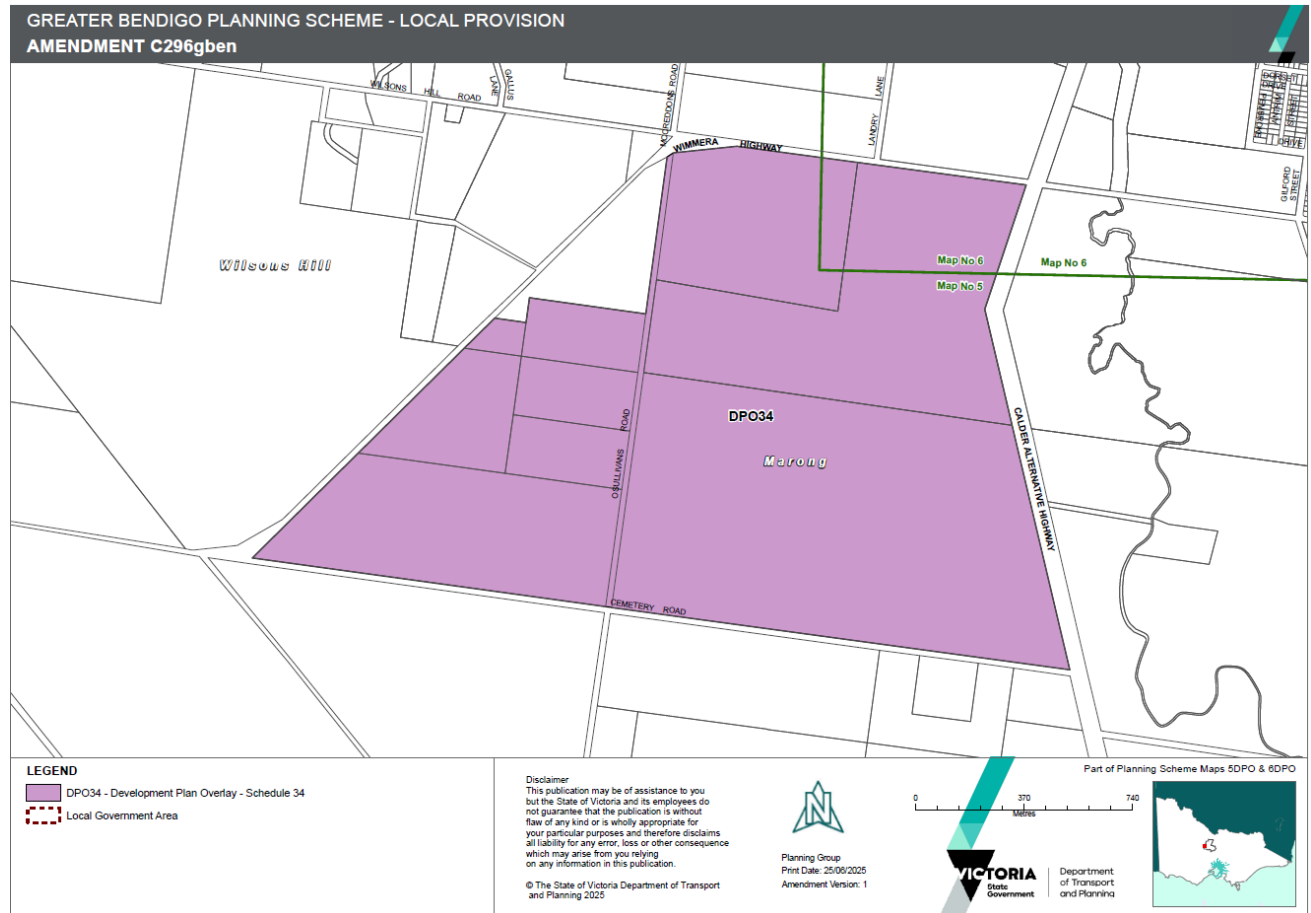 GREATER BENDIGO PLANNING SCHEME - LOCAL PROVISION
AMENDMENT C296gben
WILSONS HILL ROAD
GALLUS LANE
MCCREDDONS ROAD
WIMMERA HIGHWAY
LANDRY LANE
DRIVE
GILFORD STREET
Wilsons Hill
Map No 6
Map No 6
Map No 5
DPO34
Marong
OSULLIVANS ROAD
CALDER ALTERNATIVE HIGHWAY
CEMETERY ROAD
LEGEND
DPO34 - Development Plan Overlay - Schedule 34
Local Government Area
Disclaimer
This publication may be of assistance to you
but the State of Victoria and its employees do
not guarantee that the publication is without
flaw of any kind or is wholly appropriate for
your particular purposes and therefore disclaims
all liability for any error, loss or other consequence
which may arise from you relying
on any information in this publication.
© The State of Victoria Department of Transport
and Planning 2025
N
Planning Group
Print Date: 25/06/2025
Amendment Version: 1
Part of Planning Scheme Maps 5DPO & 6DPO
0 370 740
Metres
VICTORIA
State
Government
Department
of Transport
and Planning